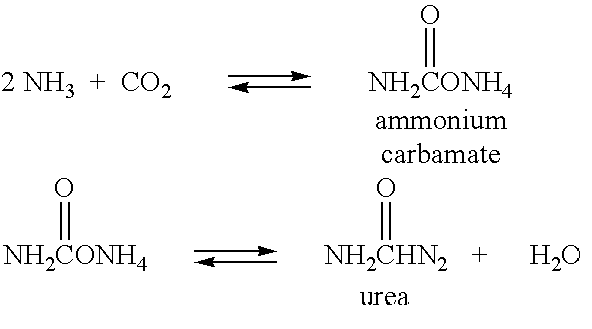 O
2 NH₃ + CO₂ ⇌ NH₂CONH₄
ammonium
carbamate
O O
NH₂CONH₄ ⇌ NH₂CHN₂ + H₂O
urea